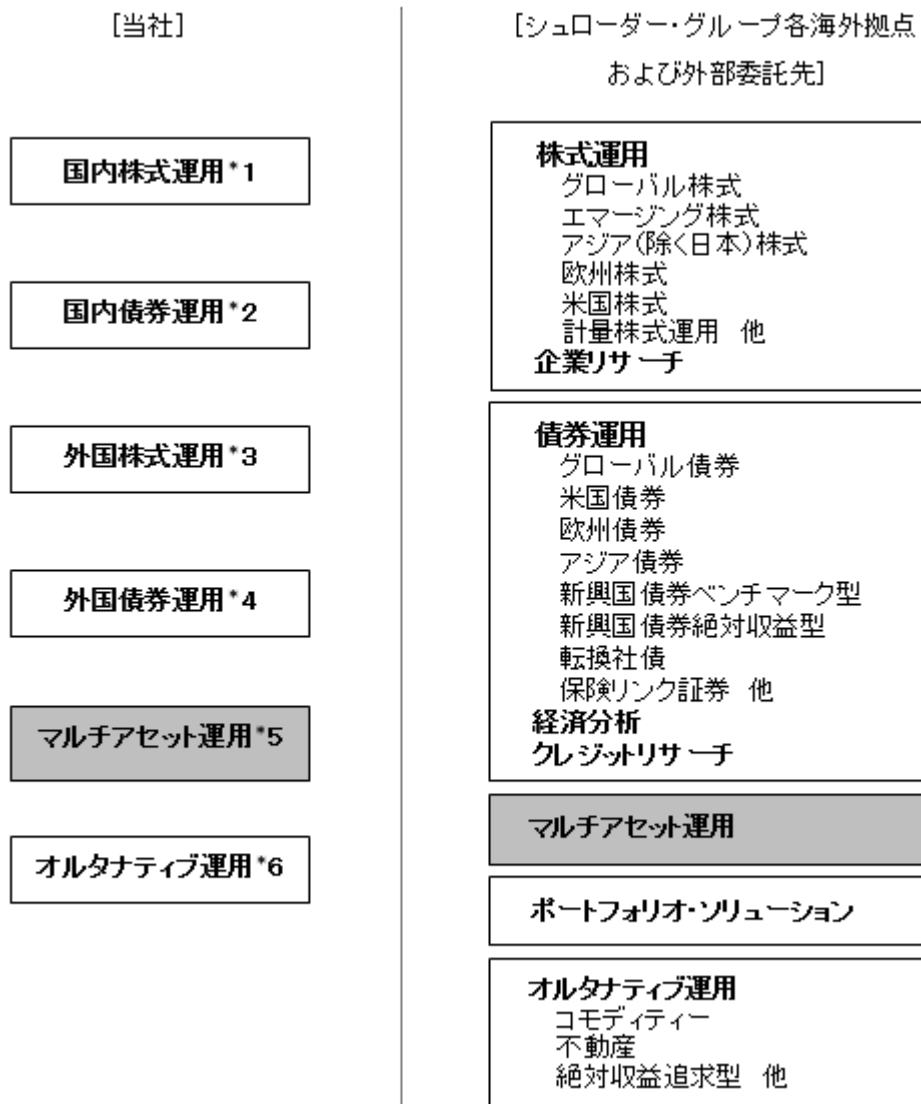 [当社]
国内株式運用*1
国内債券運用*2
外国株式運用*3
外国債券運用*4
マルチアセット運用*5
オルタナティブ運用*6
[シュローダー・グループ各海外拠点
および外部委託先]
株式運用
グローバル株式
エマージング株式
アジア(除く日本)株式
欧州株式
米国株式
計量株式運用 他
企業リサーチ
債券運用
グローバル債券
米国債券
欧州債券
アジア債券
新興国債券ベンチマーク型
新興国債券絶対収益型
転換社債
保険リンク証券 他
経済分析
クレジットリサーチ
マルチアセット運用
ポートフォリオ・ソリューション
オルタナティブ運用
コモディティー
不動産
絶対収益追求型 他